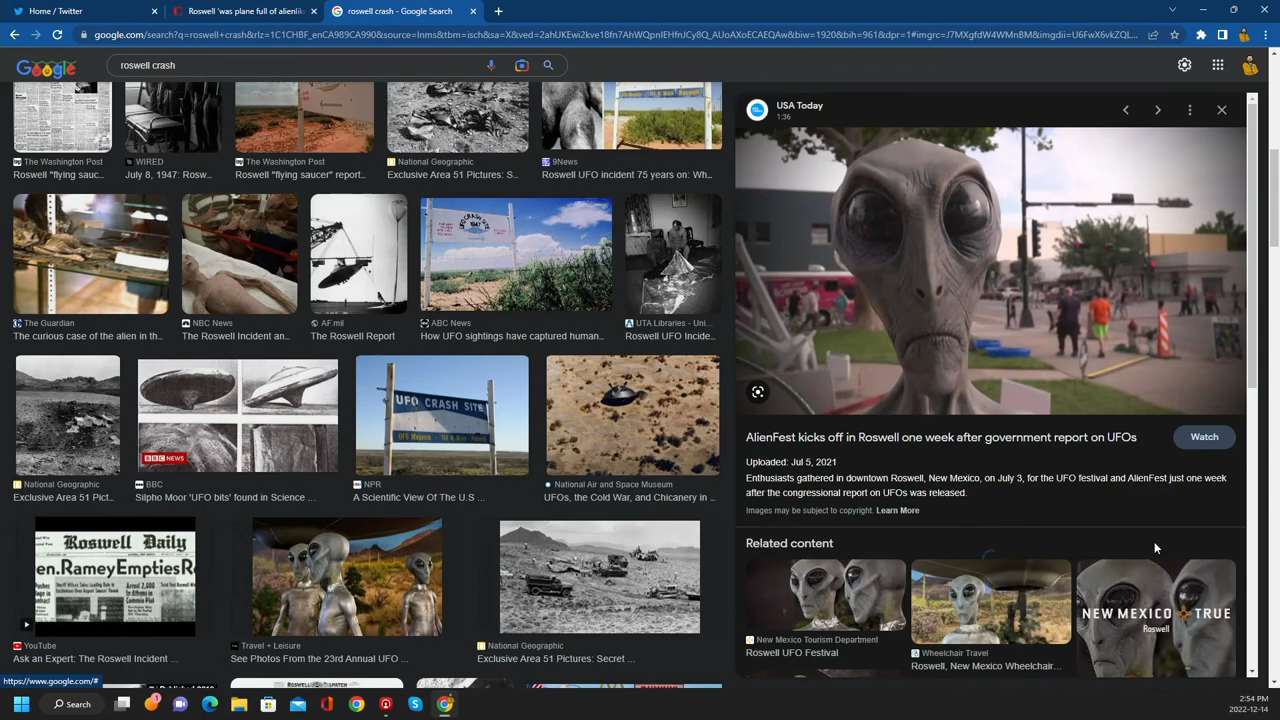 Home / Twitter
Roswell 'was plane full of alienlik
roswell crash - Google Search
google.com/search?q=roswell+crash&rlz=1C1CHBF_enCA989CA990&source=lnms&tbm=isch&sa=X&ved=2ahUKEwi2kve18fn7AhWQpnIEHfnJCy8Q_AUoAXoECAEQAw&biw=1920&bih=961&dpr=1#imgrc=J7MXgfdW4WMnBM&imgdii=U6FwX6vkZQL...
Google
roswell crash
The Washington Post
Roswell "flying sauc...
WIRED
July 8, 1947: Rosw...
The Washington Post
Roswell "flying saucer" report...
National Geographic
Exclusive Area 51 Pictures: S...
9News
Roswell UFO incident 75 years on: Wh...
UFO CRASH SITE
The Guardian
The curious case of the alien in th...
NBC News
The Roswell Incident an...
AF.mil
The Roswell Report
ABC News
How UFO sightings have captured human...
UTA Libraries - Uni...
Roswell UFO Incide...
BBC NEWS
UFO CRASH SITE
UFO Museum
National Geographic
Exclusive Area 51 Pict...
BBC
Silpho Moor 'UFO bits' found in Science ...
NPR
A Scientific View Of The U.S ...
National Air and Space Museum
UFOs, the Cold War, and Chicanery in ...
Roswell Daily
en.RameyEmptiesR
YouTube
Ask an Expert: The Roswell Incident ...
Travel + Leisure
See Photos From the 23rd Annual UFO ...
National Geographic
Exclusive Area 51 Pictures: Secret ...
USA Today
1:36
AlienFest kicks off in Roswell one week after government report on UFOs
Watch
Uploaded: Jul 5, 2021
Enthusiasts gathered in downtown Roswell, New Mexico, on July 3, for the UFO festival and AlienFest just one week
after the congressional report on UFOs was released.
Images may be subject to copyright. Learn More
Related content
NEW MEXICO TRUE
Roswell
New Mexico Tourism Department
Roswell UFO Festival
Wheelchair Travel
Roswell, New Mexico Wheelchair...
https://www.google.com/#
Search
1
2:54 PM
2022-12-14